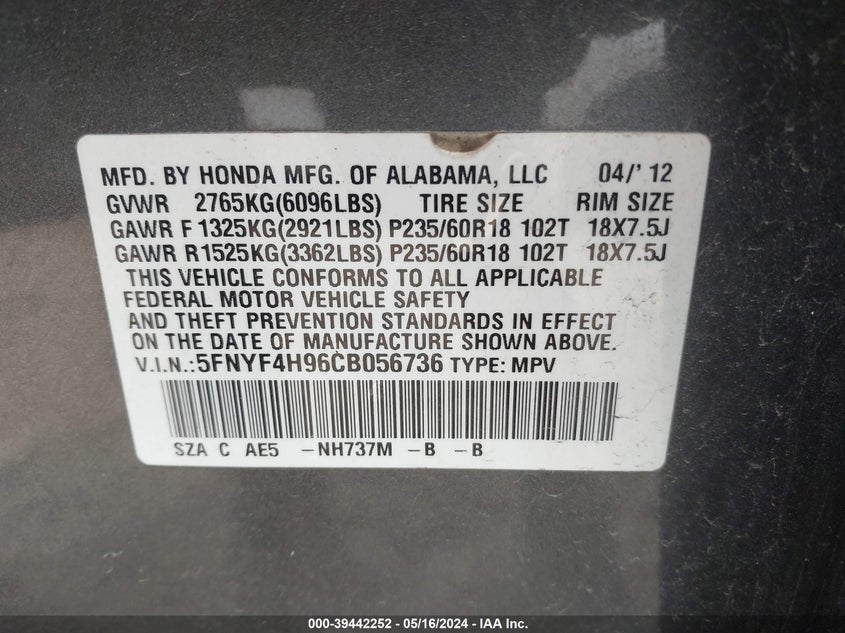 MFD. BY HONDA MFG. OF ALABAMA, LLC 04/'12
GVWR 2765KG(6096LBS) TIRE SIZE RIM SIZE
GAWR F 1325KG(2921LBS) P235/60R18 102T 18X7.5J
GAWR R1525KG(3362LBS) P235/60R18 102T 18X7.5J
THIS VEHICLE CONFORMS TO ALL APPLICABLE
FEDERAL MOTOR VEHICLE SAFETY
AND THEFT PREVENTION STANDARDS IN EFFECT
ON THE DATE OF MANUFACTURE SHOWN ABOVE.
V.I.N.:5FNYF4H96CB056736 TYPE: MPV
SZA C AE5 -NH737M -B -B
000-39442252 - 05/16/2024 - IAA Inc.